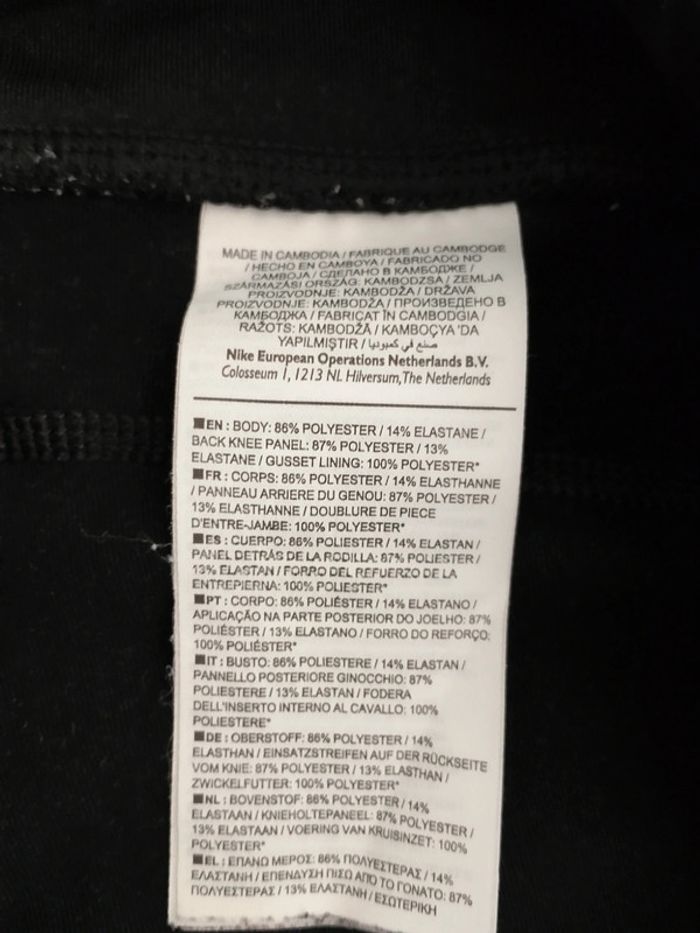 MADE IN CAMBODIA / FABRIQUE AU CAMBODGE
/ HECHO EN CAMBOYA / FABRICADO NO
CAMBOJA / СДЕЛАНО В КАМБОДЖЕ /
SZÁRMAZÁSI ORSZÁG: KAMBODZSA / ZEMLJA
PROIZVODNJE: KAMBODŽA / DRŽAVA
PROIZVODNJE: KAMBODŽA / ПРОИЗВЕДЕНО В
КАМБОДЖА / FABRICAT ÎN CAMBODGIA /
RAŽOTS: KAMBODŽĀ / KAMBOÇYA 'DA
YAPILMIŞTIR / صنع في كمبوديا
Nike European Operations Netherlands B.V.
Colosseum 1, 1213 NL Hilversum, The Netherlands
EN : BODY: 86% POLYESTER / 14% ELASTANE /
BACK KNEE PANEL: 87% POLYESTER / 13%
ELASTANE / GUSSET LINING: 100% POLYESTER*
FR : CORPS: 86% POLYESTER / 14% ELASTHANNE
/ PANNEAU ARRIERE DU GENOU: 87% POLYESTER /
13% ELASTHANNE / DOUBLURE DE PIECE
D'ENTRE-JAMBE: 100% POLYESTER*
ES : CUERPO: 86% POLIESTER / 14% ELASTAN /
PANEL DETRÁS DE LA RODILLA: 87% POLIESTER /
13% ELASTAN / FORRO DEL REFUERZO DE LA
ENTREPIERNA: 100% POLIESTER*
PT : CORPO: 86% POLIÉSTER / 14% ELASTANO /
APLICAÇÃO NA PARTE POSTERIOR DO JOELHO: 87%
POLIÉSTER / 13% ELASTANO / FORRO DO REFORÇO:
100% POLIÉSTER*
IT : BUSTO: 86% POLIESTERE / 14% ELASTAN /
PANNELLO POSTERIORE GINOCCHIO: 87%
POLIESTERE / 13% ELASTAN / FODERA
DELL'INSERTO INTERNO AL CAVALLO: 100%
POLIESTERE*
DE : OBERSTOFF: 86% POLYESTER / 14%
ELASTHAN / EINSATZSTREIFEN AUF DER RÜCKSEITE
VOM KNIE: 87% POLYESTER / 13% ELASTHAN /
ZWICKELFUTTER: 100% POLYESTER*
NL : BOVENSTOF: 86% POLYESTER / 14%
ELASTAAN / KNIEHOLTEPANEEL: 87% POLYESTER /
13% ELASTAAN / VOERING VAN KRUISINZET: 100%
POLYESTER*
EL : ΕΠΑΝΩ ΜΕΡΟΣ: 86% ΠΟΛΥΕΣΤΕΡΑΣ / 14%
ΕΛΑΣΤΑΝΗ / ΕΠΕΝΔΥΣΗ ΠΙΣΩ ΑΠΟ ΤΟ ΓΟΝΑΤΟ: 87%
ΠΟΛΥΕΣΤΕΡΑΣ / 13% ΕΛΑΣΤΑΝΗ / ΕΣΩΤΕΡΙΚΗ